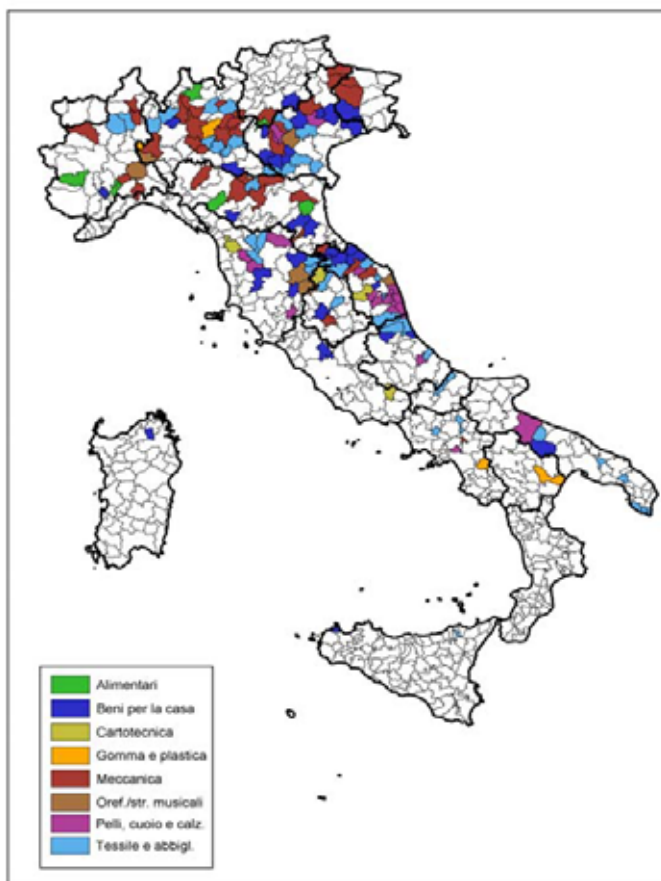 Alimentari
Beni per la casa
Cartotecnica
Gomma e plastica
Meccanica
Oref./str. musicali
Pelli, cuoio e calz.
Tessile e abbigl.